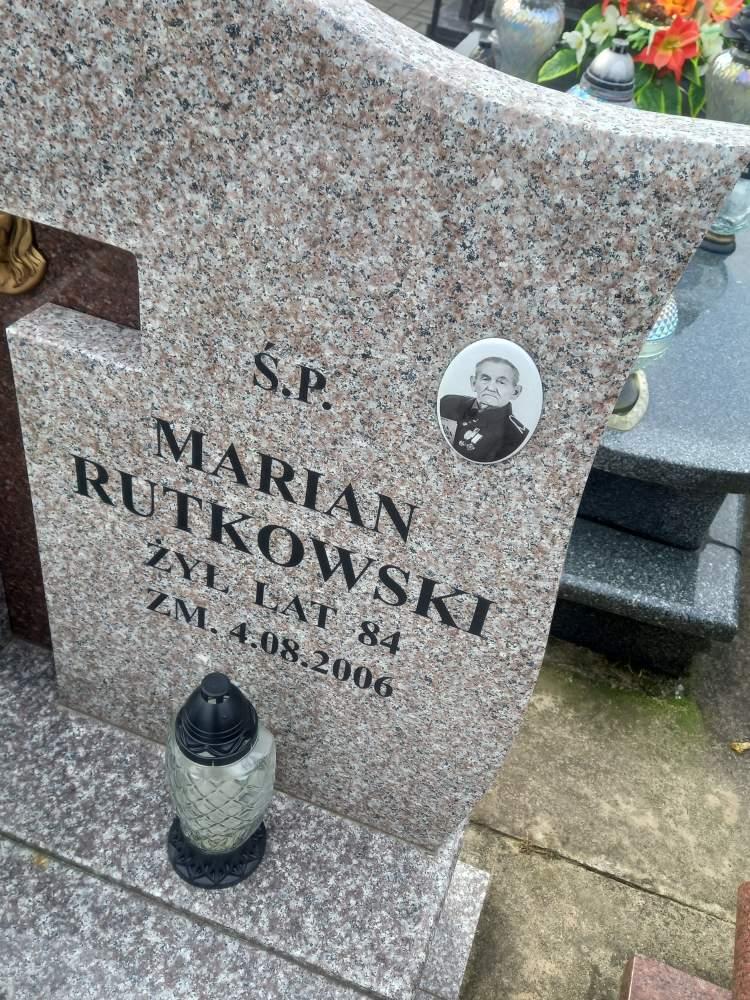 Ś.P.
MARIAN
RUTKOWSKI
ŻYŁ LAT 84
ZM. 4.08.2006